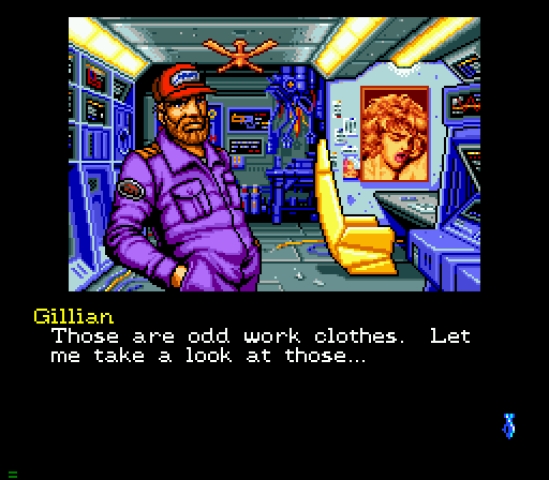 Gillian
Those are odd work clothes. Let
me take a look at those...